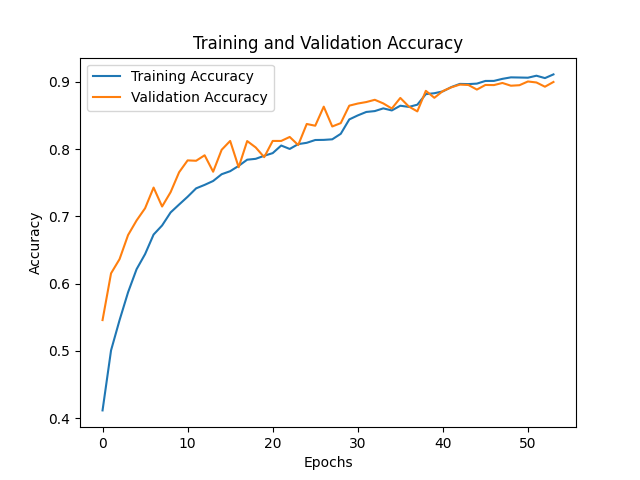 Training and Validation Accuracy
Training Accuracy
Validation Accuracy
0.9
0.8
0.7
0.6
0.5
0.4
Accuracy
0 10 20 30 40 50
Epochs